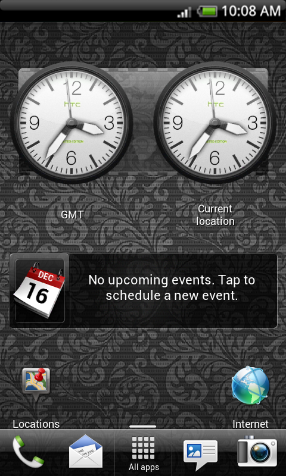 10:08 AM
12
9
3
6
htc
12
9
3
6
htc
GMT
Current
location
DEC
16
No upcoming events. Tap to
schedule a new event.
Locations
Internet
All apps